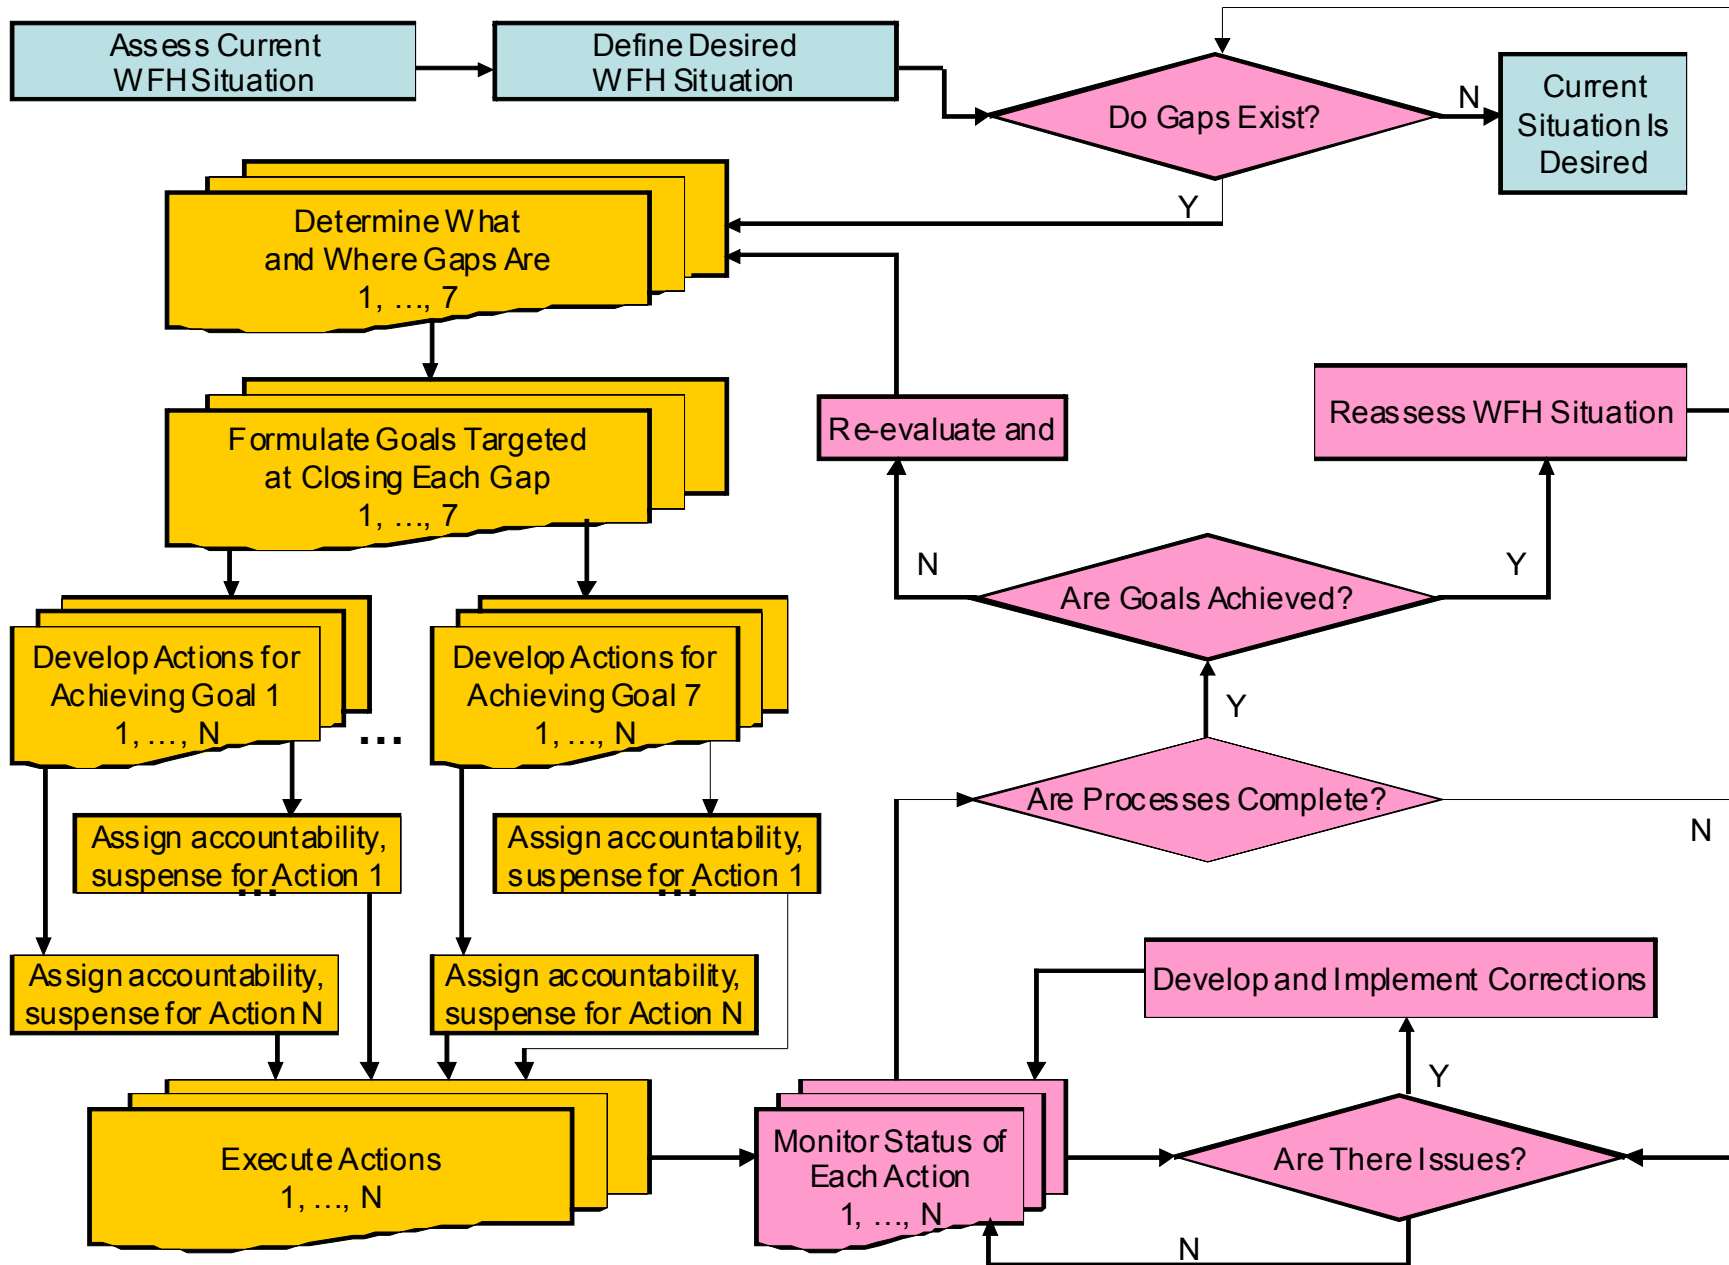 Assess Current
WFH Situation
Define Desired
WFH Situation
Do Gaps Exist?
N
Current
Situation Is
Desired
Y
Determine What
and Where Gaps Are
1, …, 7
Formulate Goals Targeted
at Closing Each Gap
1, …, 7
Re-evaluate and
Reassess WFH Situation
N
Are Goals Achieved?
Y
Develop Actions for
Achieving Goal 1
1, …, N
…
Develop Actions for
Achieving Goal 7
1, …, N
Y
Are Processes Complete?
N
Assign accountability,
suspense for Action 1
…
Assign accountability,
suspense for Action 1
…
Assign accountability,
suspense for Action N
Assign accountability,
suspense for Action N
Develop and Implement Corrections
Y
Execute Actions
1, …, N
Monitor Status of
Each Action
1, …, N
Are There Issues?
N